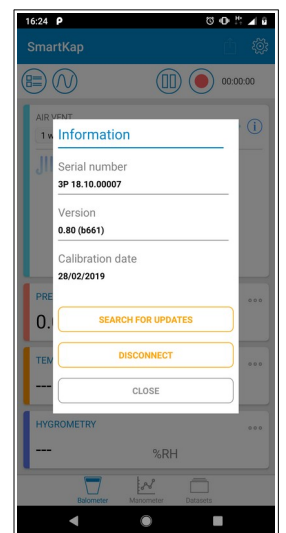 16:24
SmartKap
00:00:00
AIR VENT
1 w
Information
Serial number
3P 18.10.00007
Version
0.80 (b661)
Calibration date
28/02/2019
PRE
0.
SEARCH FOR UPDATES
DISCONNECT
TEM
---
CLOSE
HYGROMETRY
---
%RH
Balometer Manometer Datasets